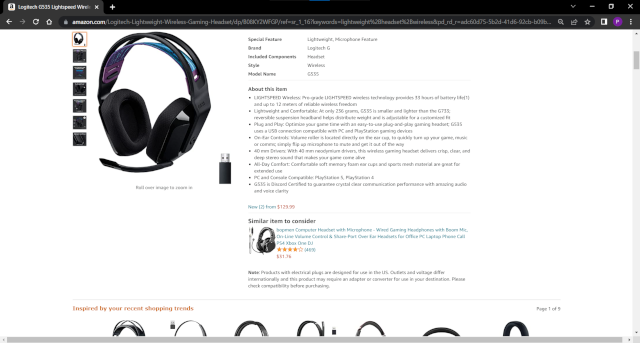 Logitech G535 Lightspeed Wirel
amazon.com/Logitech-Lightweight-Wireless-Gaming-Headset/dp/B08KY2WFGP/ref=sr_1_16?keywords=lightweight%2Bheadset%2Bwireless&pd_rd_r=
Special Feature Lightweight, Microphone Feature
Brand Logitech G
Included Components Headset
Style Wireless
Model Name G535
About this item
• LIGHTSPEED Wireless: Pro-grade LIGHTSPEED wireless technology provides 33 hours of battery life(1)
and up to 12 meters of reliable wireless freedom
• Lightweight and Comfortable: At only 236 grams, G535 is smaller and lighter than the G733,
reversible suspension headband helps distribute weight and is adjustable for a customized fit
• Plug and Play: Optimize your game time with an easy-to-use plug-and-play gaming headset; G535
uses a USB connection compatible with PC and PlayStation gaming devices
• On-Ear Controls: Volume roller is located directly on the ear cup, to quickly turn up your game, music
or comms; simply flip up microphone to mute and get it out of the way
• 40 mm Drivers: With 40 mm neodymium drivers, this wireless gaming headset delivers crisp, clear, and
deep stereo sound that makes your game come alive
• All-Day Comfort: Comfortable soft memory foam ear cups and sports mesh material are great for
extended use
• PC and Console Compatible: PlayStation 5, PlayStation 4
• G535 is Discord Certified to guarantee crystal clear communication performance with amazing audio
and voice clarity
Roll over image to zoom in
New (2) from $129.99
Similar item to consider
Computer Headset with Microphone - Wired Gaming Headphones with Boom Mic,
In-Line Volume Control & Share-Port Over Ear Headsets for Office PC Laptop Phone Call
PS4 Xbox One DJ
$31.16
Note: Products with electrical plugs are designed for use in the US. Outlets and voltage differ
internationally and this product may require an adapter or converter for use in your destination. Please
check compatibility before purchasing.
Inspired by your recent shopping trends Page 1 of 9